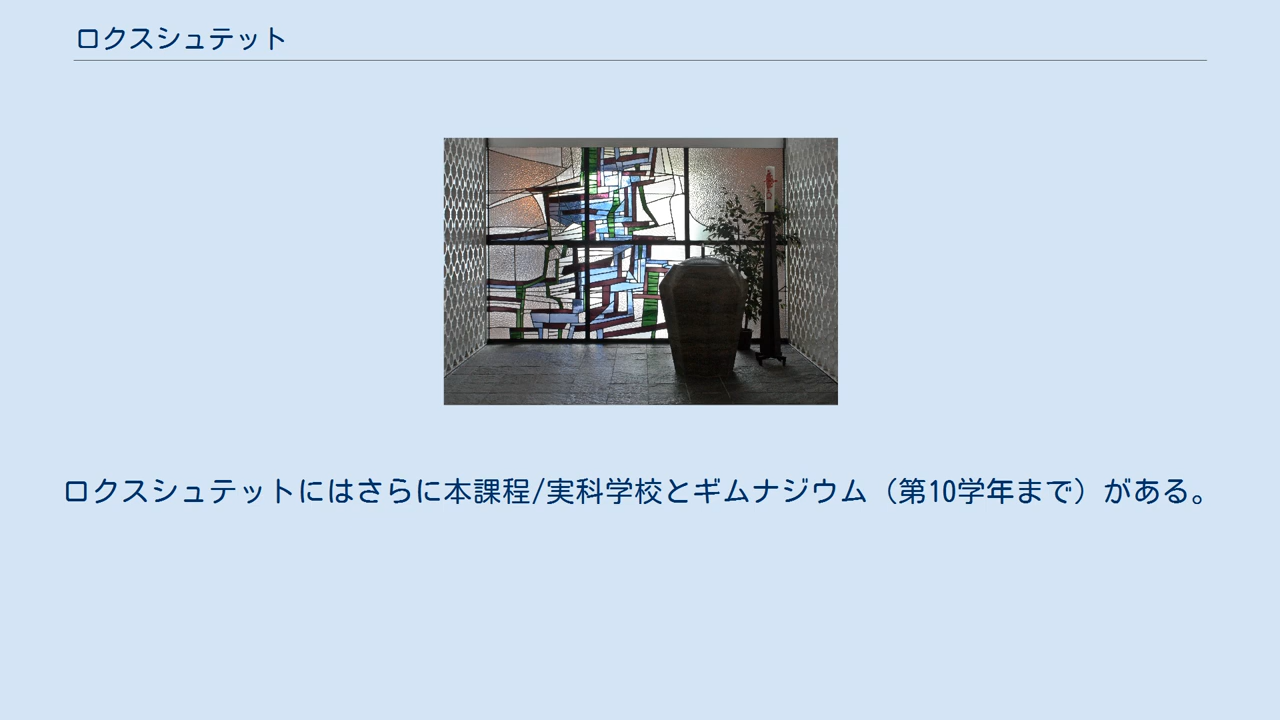 ロクスシュテット
ロクスシュテットにはさらに本課程/実科学校とギムナジウム（第10学年まで）がある。